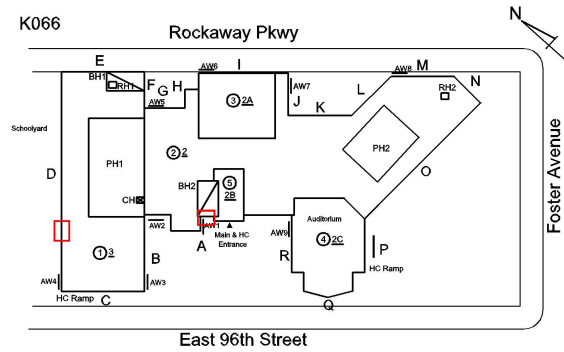 K066
Rockaway Pkwy
N
E
AW6
I
AW8
M
BH1
RH1
F
G
H
AW7
N
AW5
J
K
L
RH2
3 2A
Schoolyard
2 2
D
PH1
PH2
O
Foster Avenue
BH2
5
2B
CH
AW2
AW1
A
Main & HC
Entrance
Auditorium
AW9
4 2C
P
HC Ramp
1 3
B
R
AW4
AW3
HC Ramp
C
Q
East 96th Street